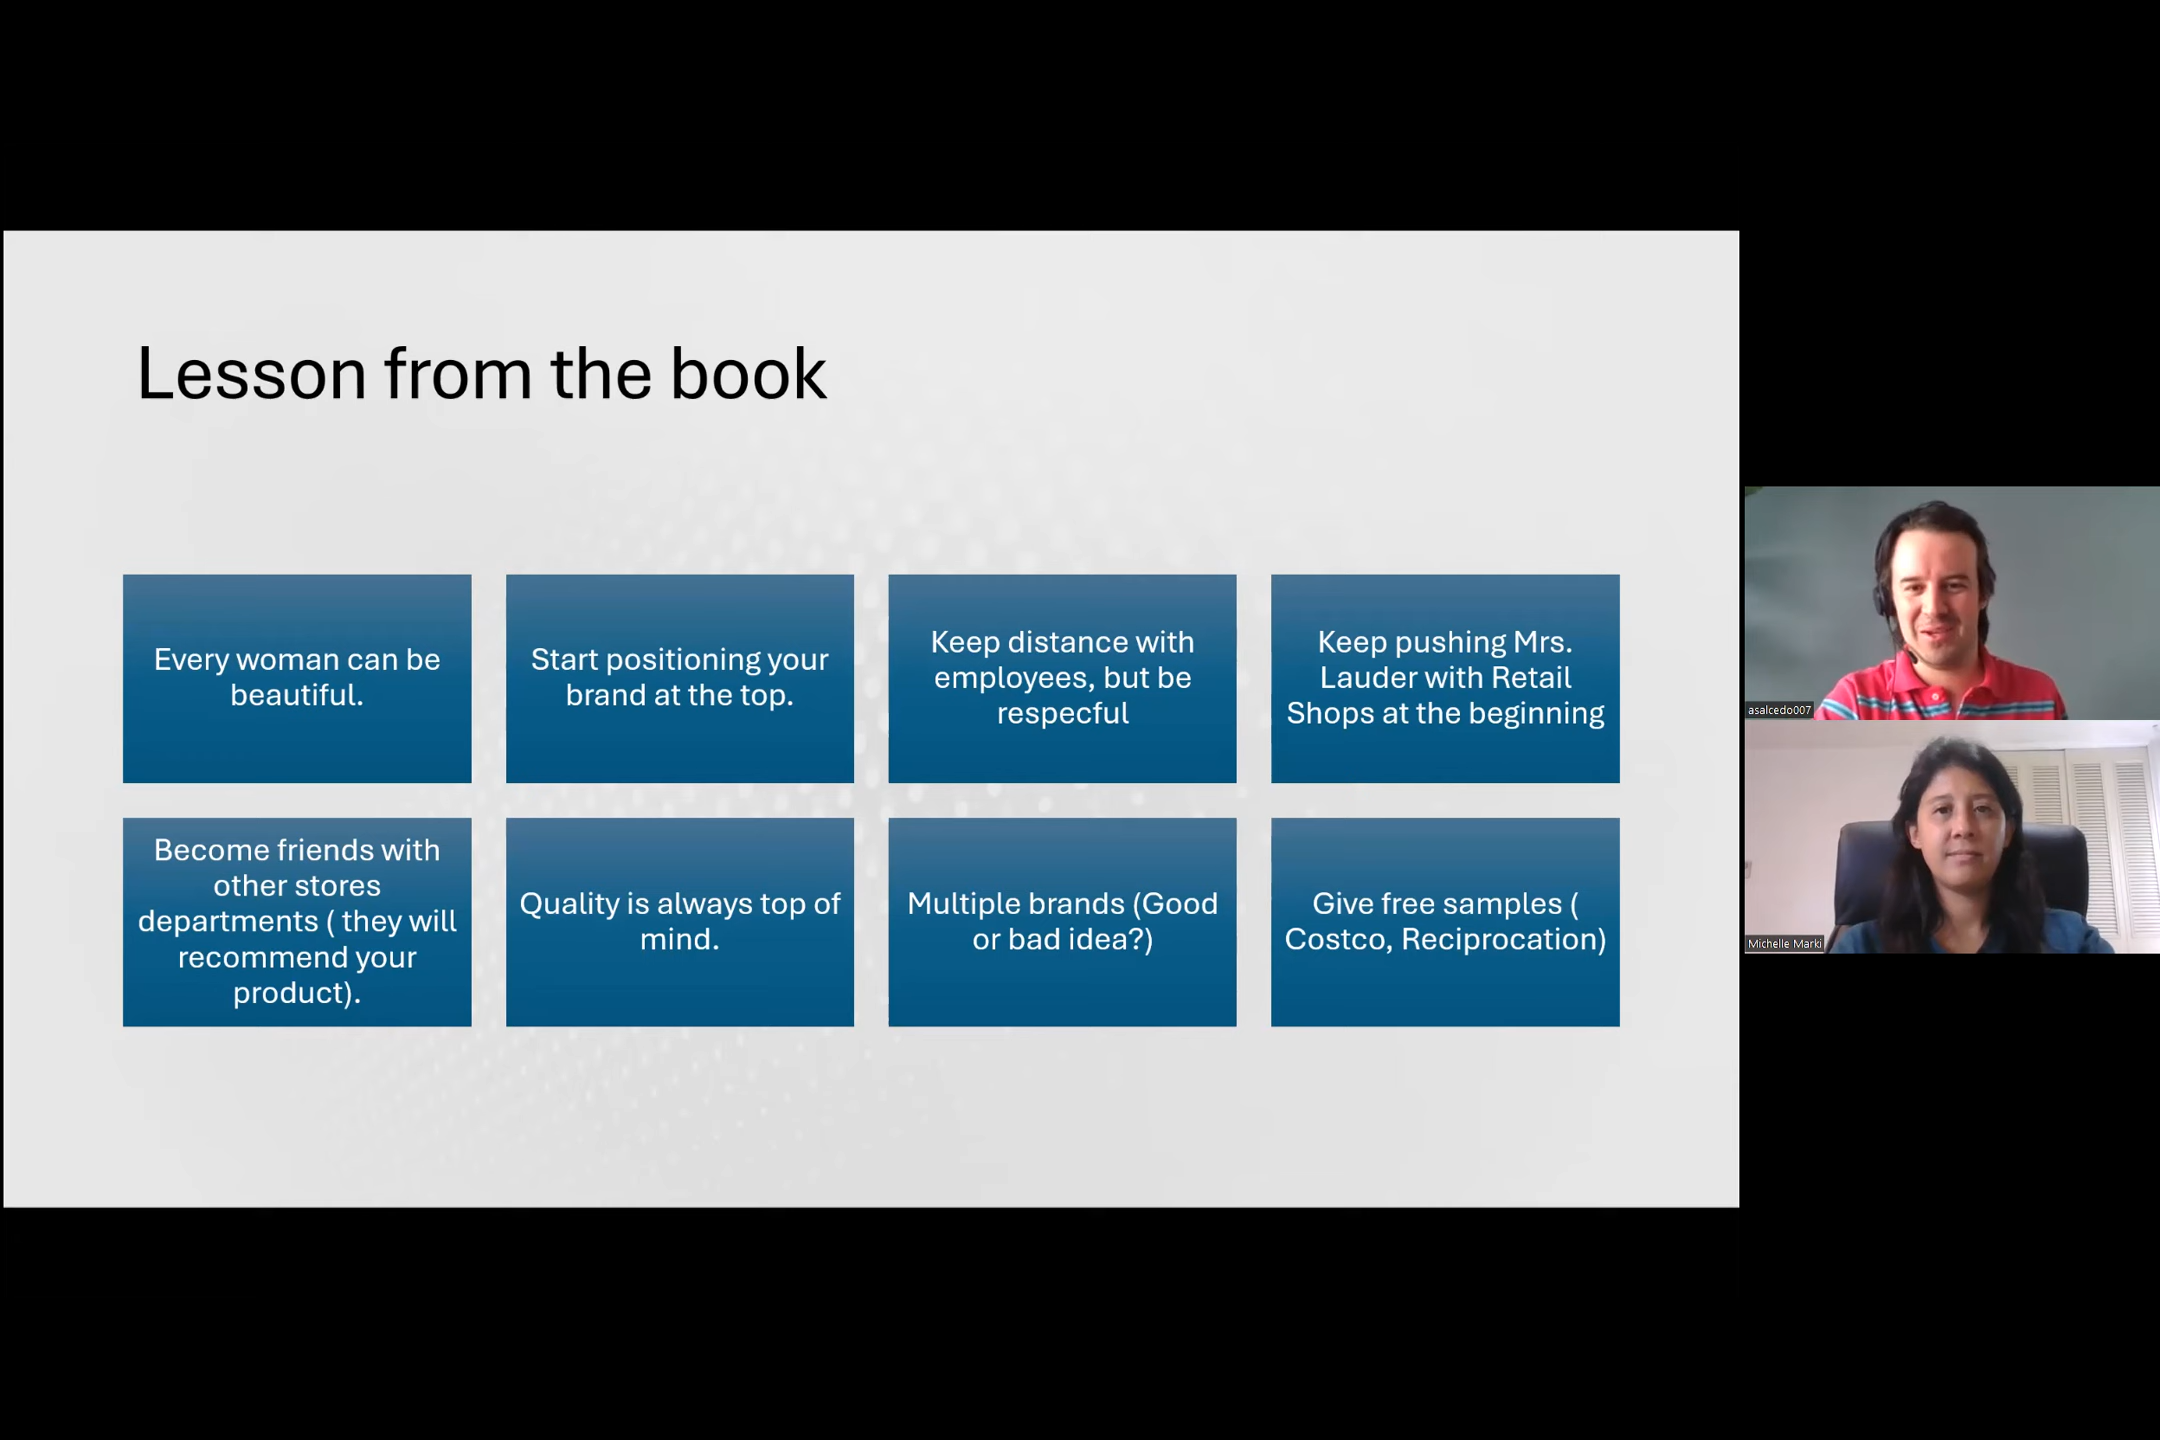 Lesson from the book
Every woman can be
beautiful.
Start positioning your
brand at the top.
Keep distance with
employees, but be
respecful
Keep pushing Mrs.
Lauder with Retail
Shops at the beginning
Become friends with
other stores
departments ( they will
recommend your
product).
Quality is always top of
mind.
Multiple brands (Good
or bad idea?)
Give free samples (
Costco, Reciprocation)
asalcedo007
Michelle Marki